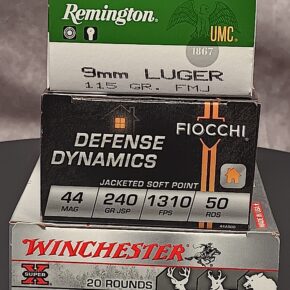 Remington
UMC
1867
9mm LUGER
115 GR. FMJ
FIOCCHI
DEFENSE
DYNAMICS
JACKETED SOFT POINT
44 240 1310 50
MAG GR JSP FPS RDS
WINCHESTER
SUPER X
20 ROUNDS